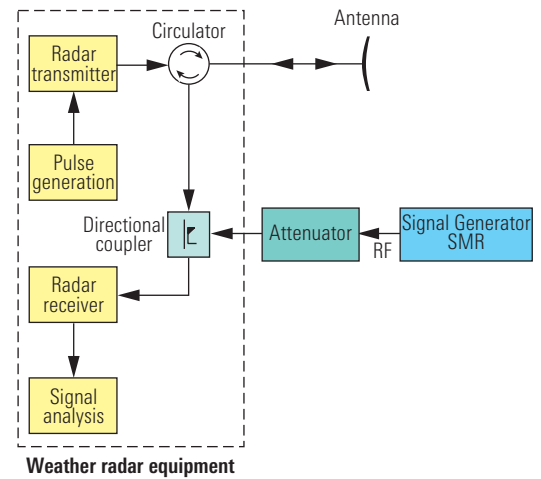 Antenna
Circulator
Radar
transmitter
Pulse
generation
Directional
coupler
Attenuator
RF
Signal Generator
SMR
Radar
receiver
Signal
analysis
Weather radar equipment